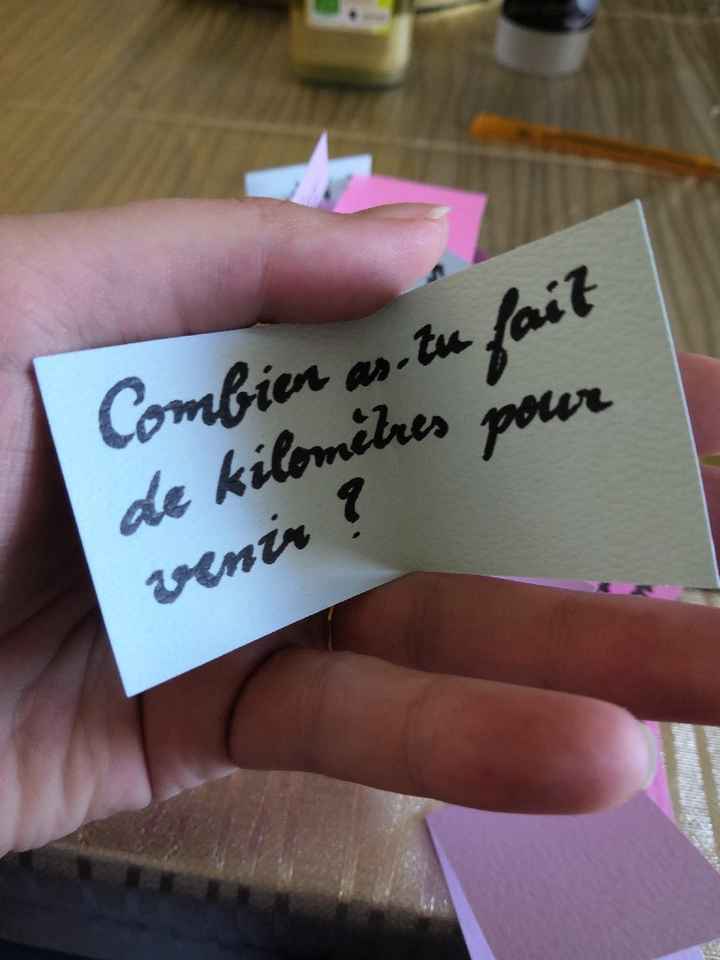 Combien as-tu fait
de kilomètres pour
venir ?